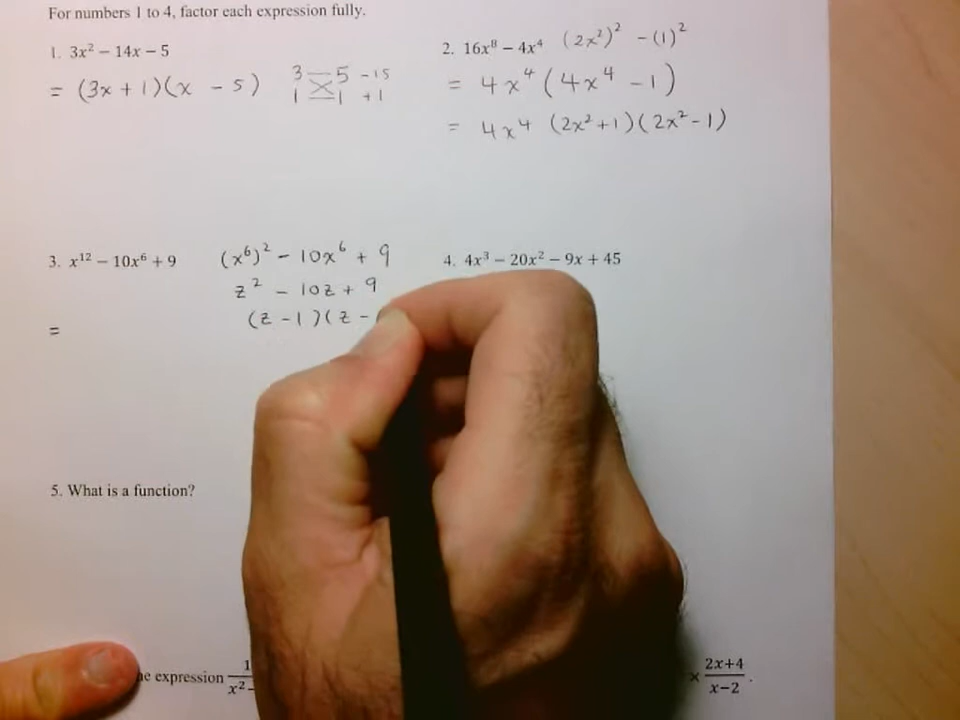 For numbers 1 to 4, factor each expression fully.
1. 3x² − 14x − 5
= (3x + 1)(x - 5)
3 5 -15
1 1 +1
2. 16x⁸ − 4x⁴ (2x²)² - (1)²
= 4x⁴ (4x⁴ - 1)
= 4x⁴ (2x² + 1)(2x² - 1)
3. x¹² − 10x⁶ + 9 (x⁶)² - 10x⁶ + 9
z² - 10z + 9
= (z - 1)(z -
4. 4x³ − 20x² − 9x + 45
5. What is a function?
expression 1
x²−
× 2x+4
x−2 .